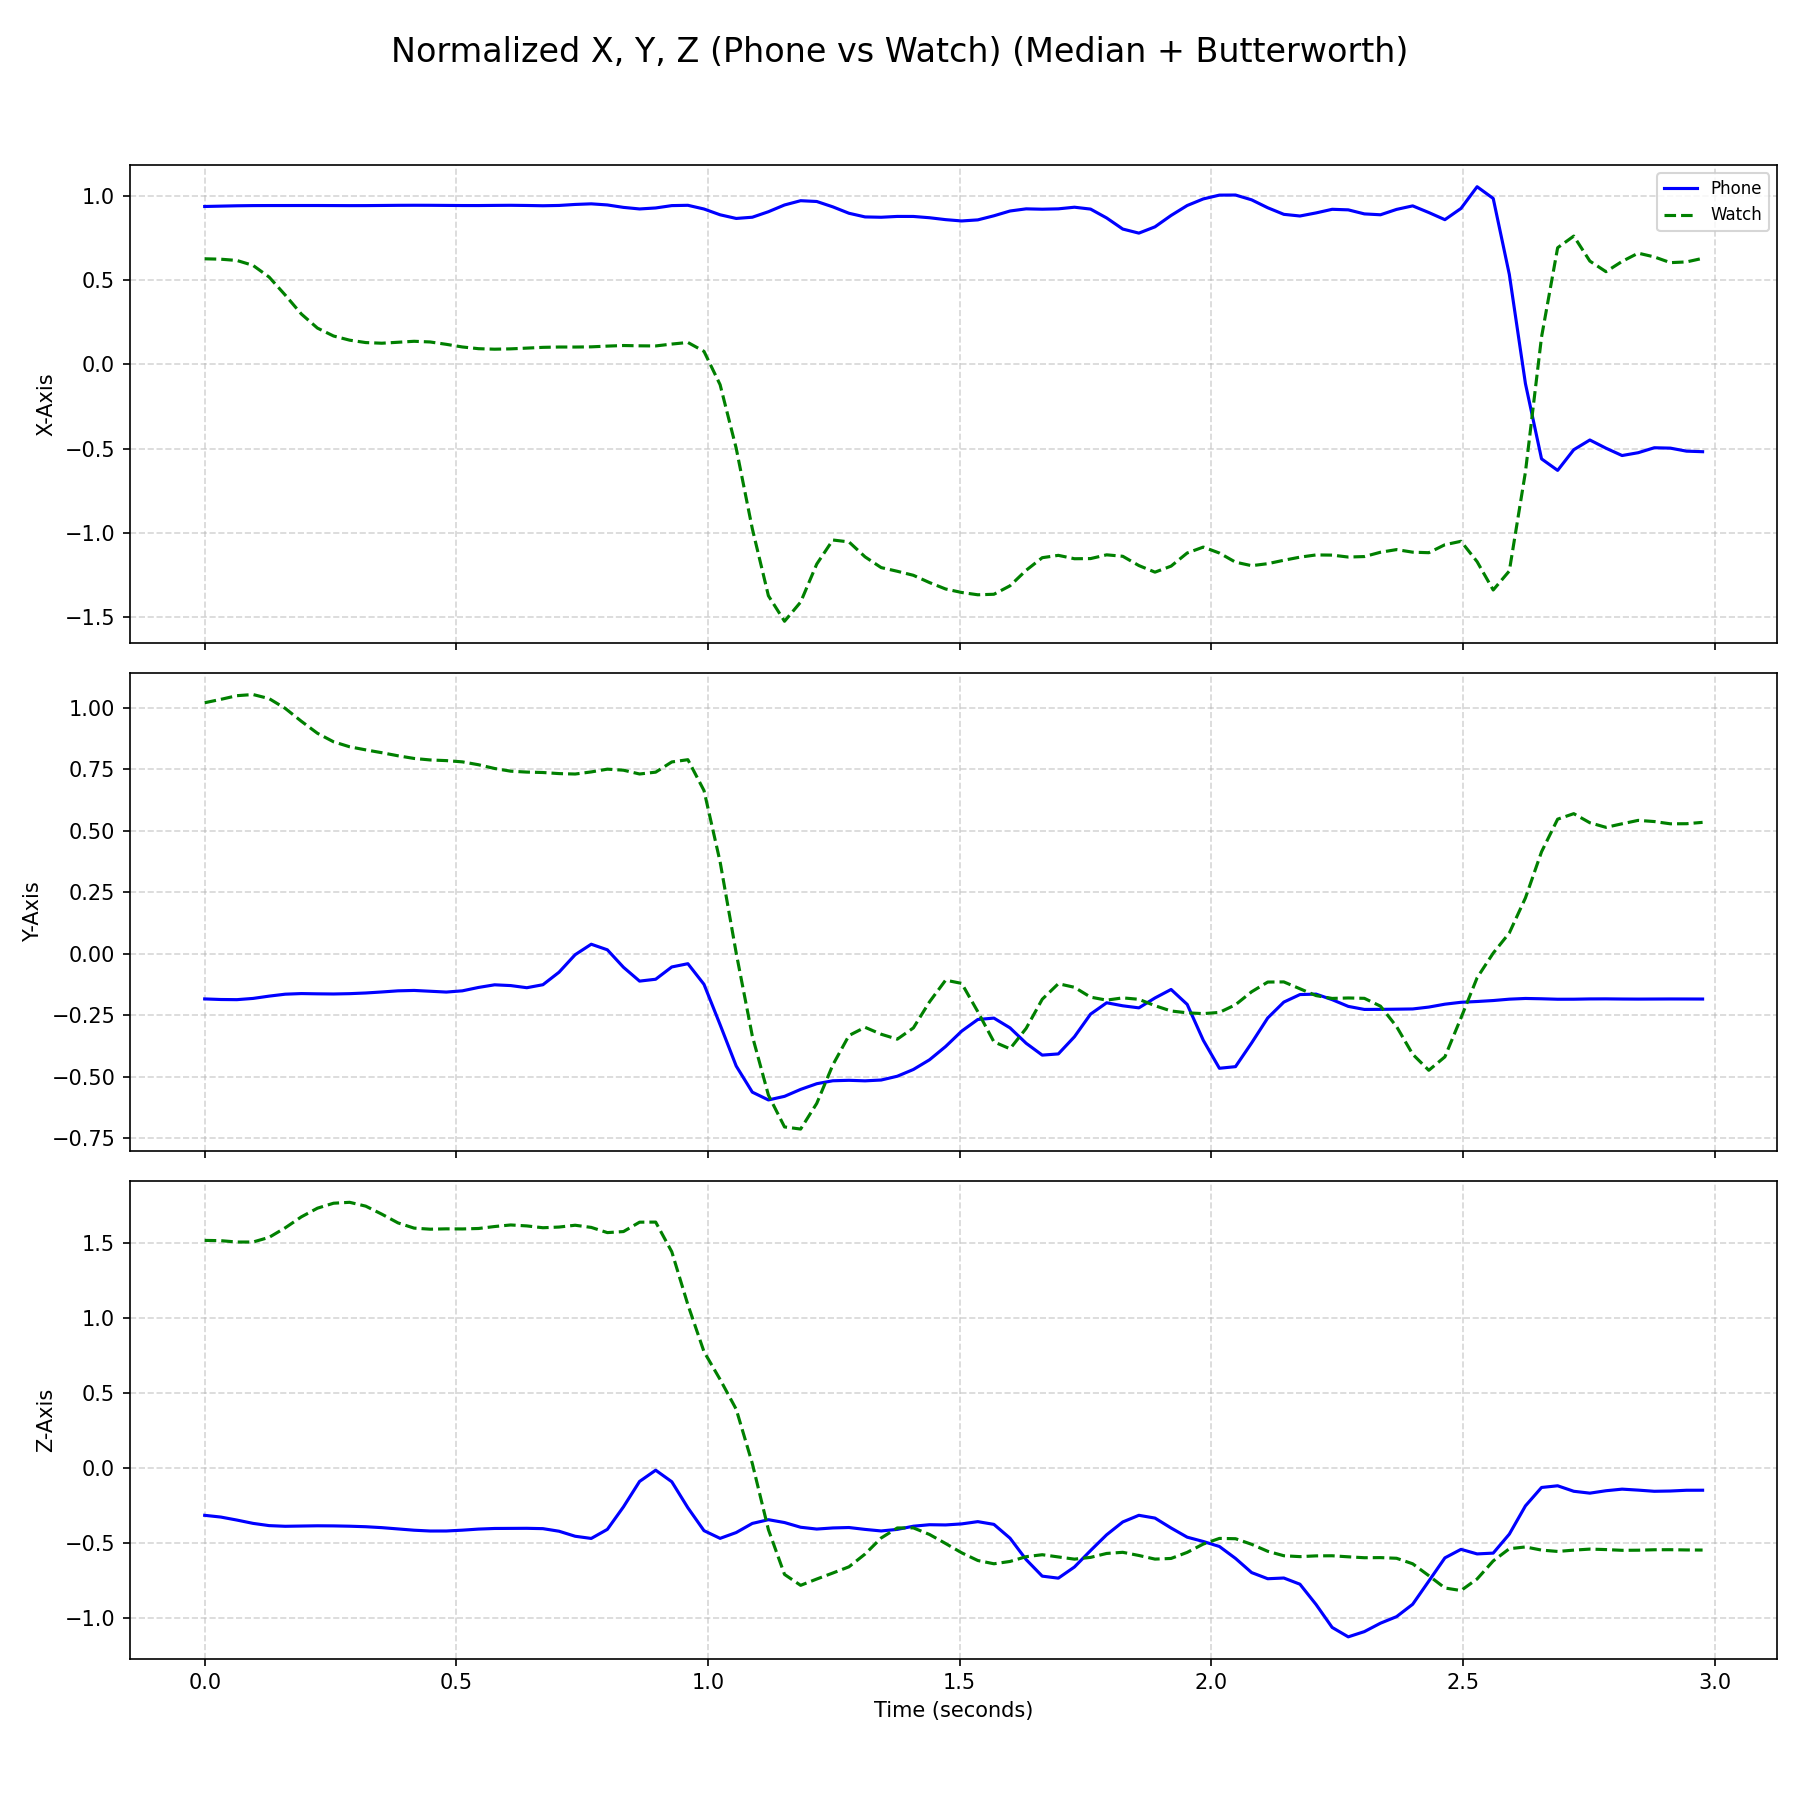 Normalized X, Y, Z (Phone vs Watch) (Median + Butterworth)
Phone
Watch
X-Axis
1.0
0.5
0.0
−0.5
−1.0
−1.5
Y-Axis
1.00
0.75
0.50
0.25
0.00
−0.25
−0.50
−0.75
Z-Axis
1.5
1.0
0.5
0.0
−0.5
−1.0
0.0 0.5 1.0 1.5 2.0 2.5 3.0
Time (seconds)